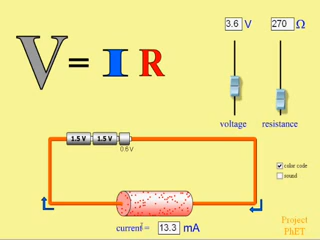 V = I R
3.6 V
270 Ω
voltage
resistance
1.5 V
1.5 V
0.6 V
color code
sound
current =
13.3 mA
Project
PhET